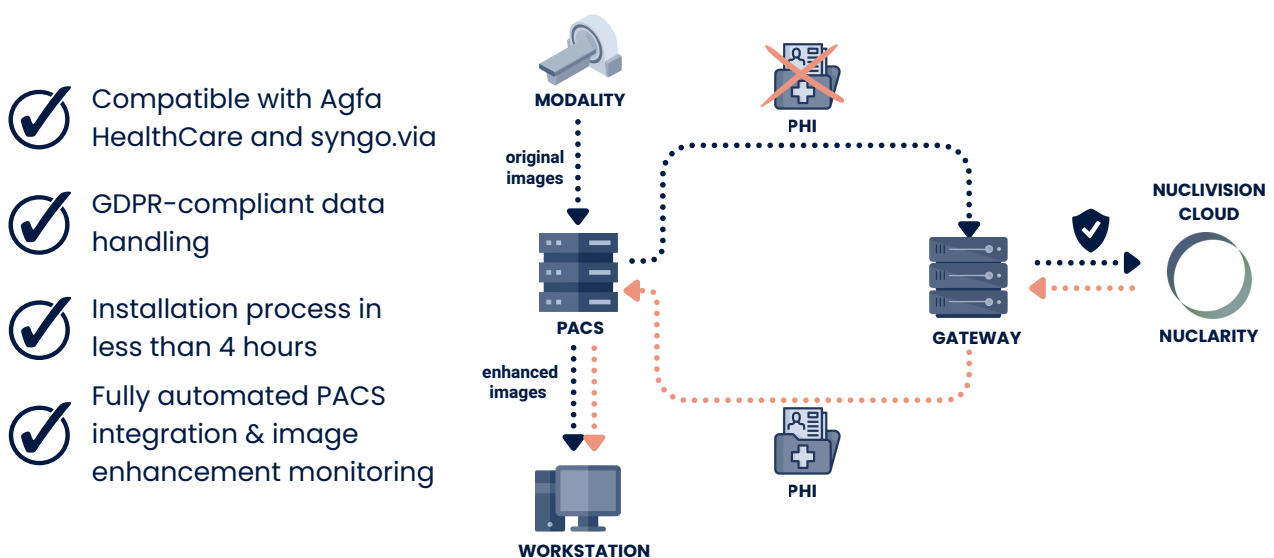 Compatible with Agfa
HealthCare and syngo.via
GDPR-compliant data
handling
Installation process in
less than 4 hours
Fully automated PACS
integration & image
enhancement monitoring
MODALITY
original
images
PACS
enhanced
images
WORKSTATION
PHI
GATEWAY
PHI
NUCLIVISION
CLOUD
NUCLARITY